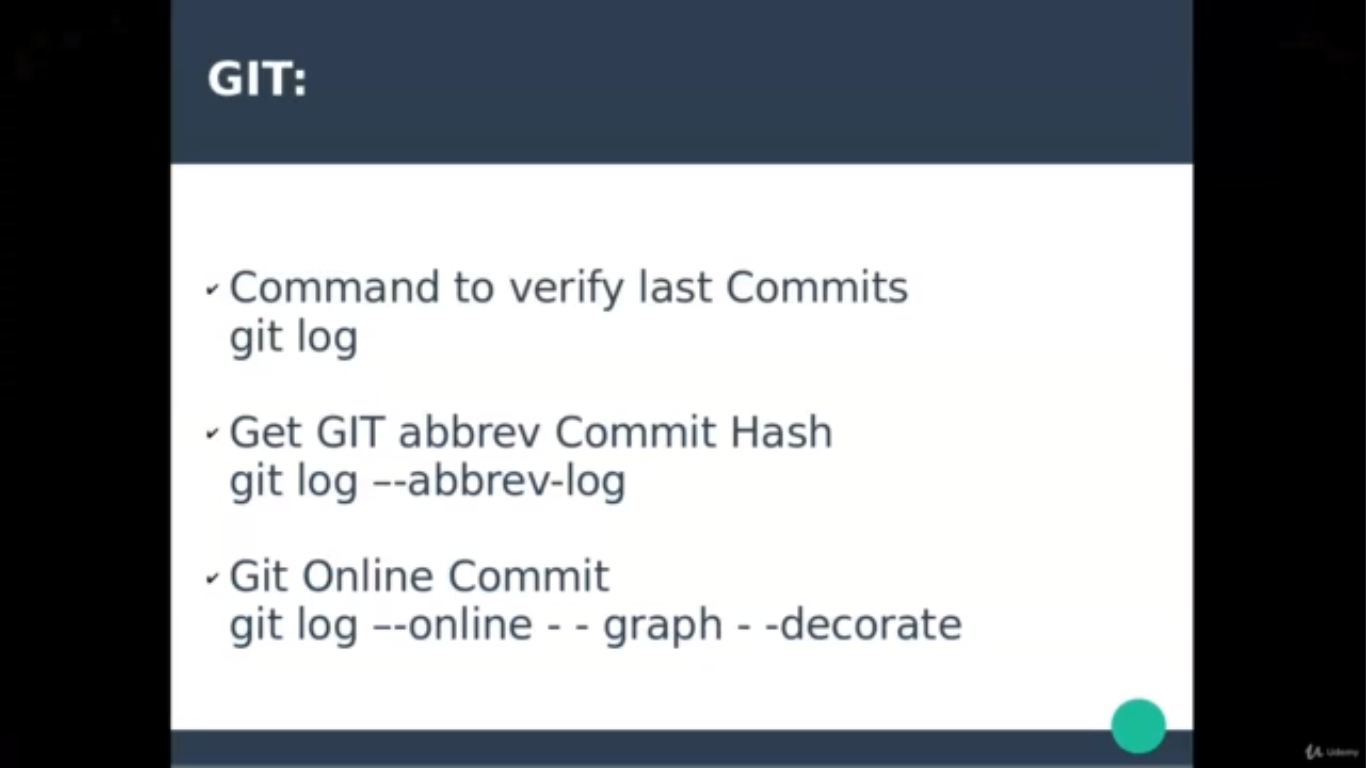 GIT:
✔ Command to verify last Commits
git log
✔ Get GIT abbrev Commit Hash
git log –-abbrev-log
✔ Git Online Commit
git log –-online - - graph - -decorate
Udemy